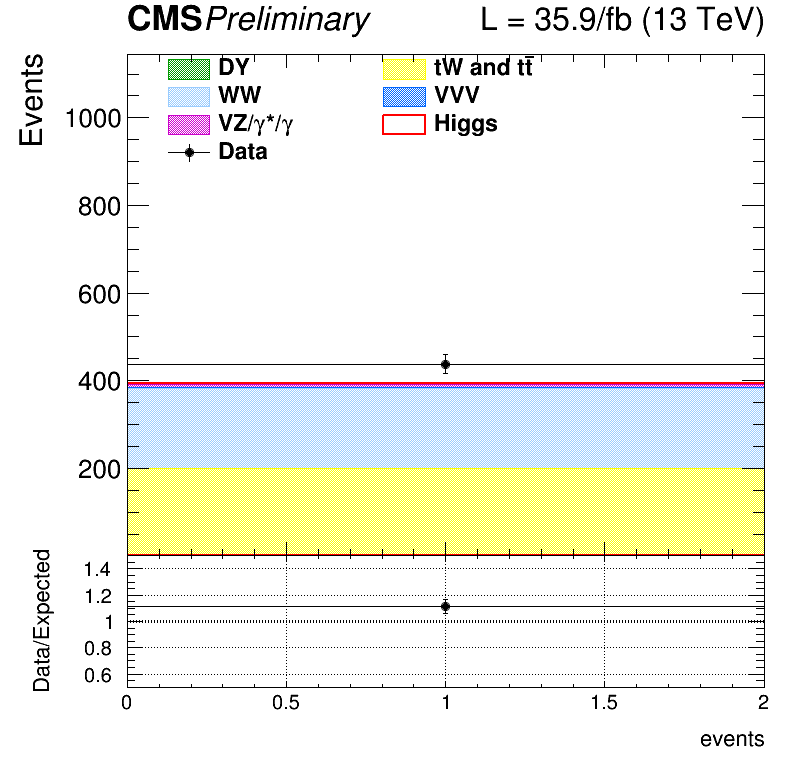 CMS Preliminary L = 35.9/fb (13 TeV)
Events
1000
800
600
400
200
DY
tW and tt̄
WW
VVV
VZ/γ*/γ
Higgs
Data
Data/Expected
1.4
1.2
1
0.8
0.6
0 0.5 1 1.5 2
events